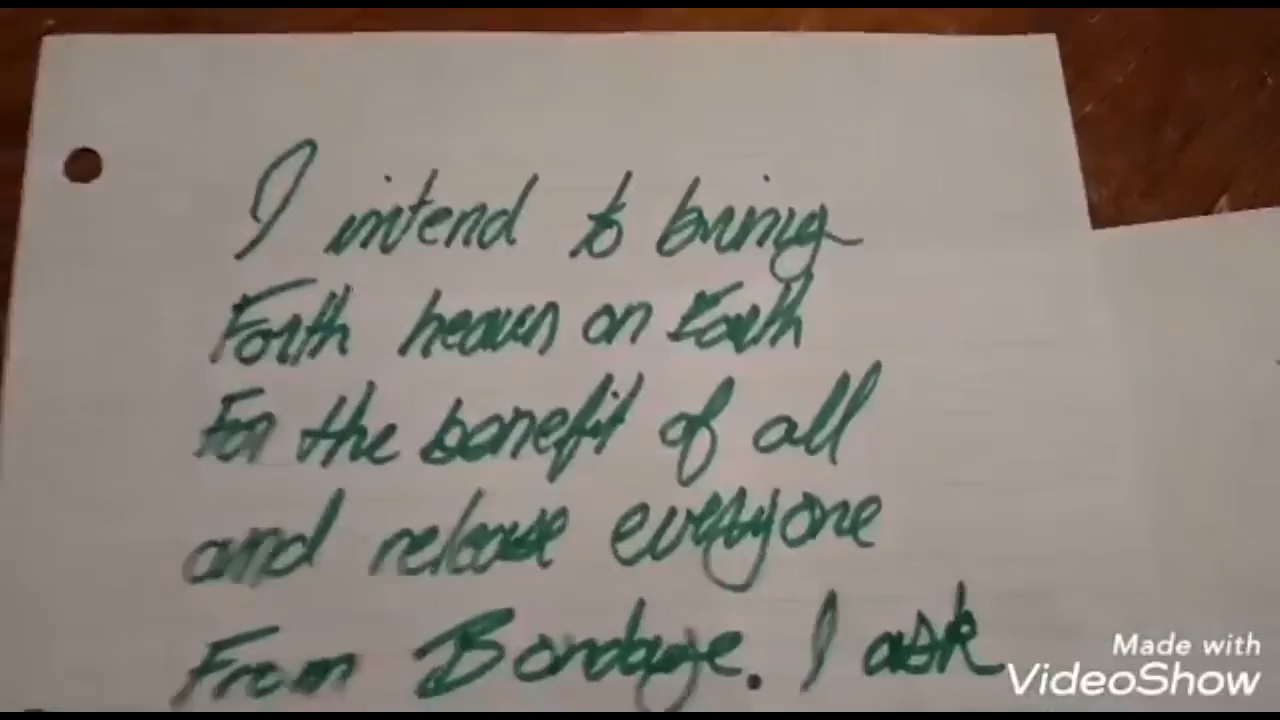 I intend to bring
Forth heaven on Earth
For the benefit of all
and release everyone
From Bondage. I ask
Made with
VideoShow